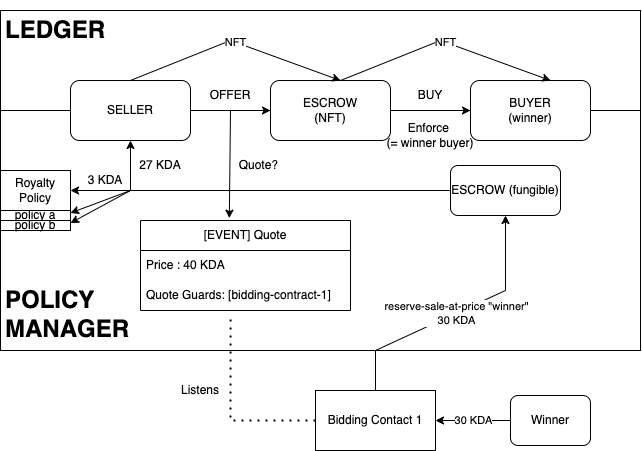 LEDGER
NFT
NFT
SELLER
OFFER
ESCROW
(NFT)
BUY
BUYER
(winner)
Enforce
(= winner buyer)
27 KDA
Quote?
3 KDA
Royalty
Policy
policy a
policy b
ESCROW (fungible)
[EVENT] Quote
Price : 40 KDA
Quote Guards: [bidding-contract-1]
POLICY
MANAGER
reserve-sale-at-price "winner"
30 KDA
Listens
Bidding Contact 1
30 KDA
Winner